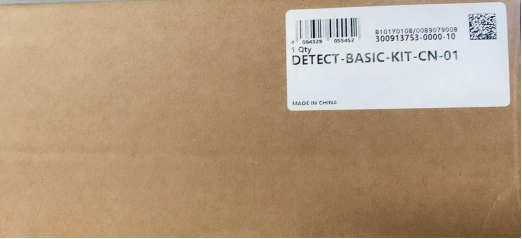 B101Y0108/0089079008
300913753-0000-10
1 Qty
DETECT-BASIC-KIT-CN-01
MADE IN CHINA